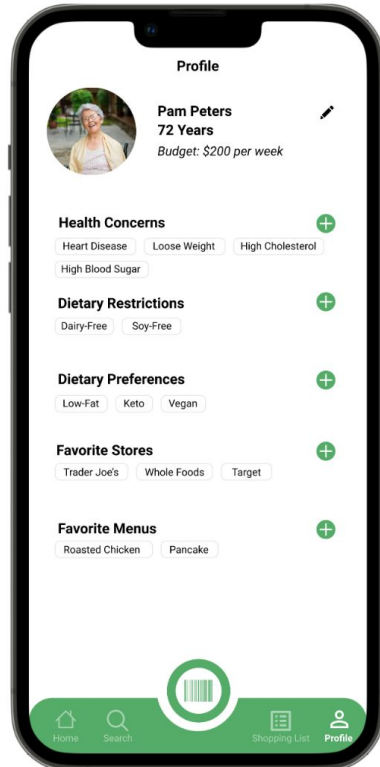 Profile
Pam Peters
72 Years
Budget: $200 per week
Health Concerns
Heart Disease Loose Weight High Cholesterol
High Blood Sugar
Dietary Restrictions
Dairy-Free Soy-Free
Dietary Preferences
Low-Fat Keto Vegan
Favorite Stores
Trader Joe's Whole Foods Target
Favorite Menus
Roasted Chicken Pancake
Home Search Shopping List Profile